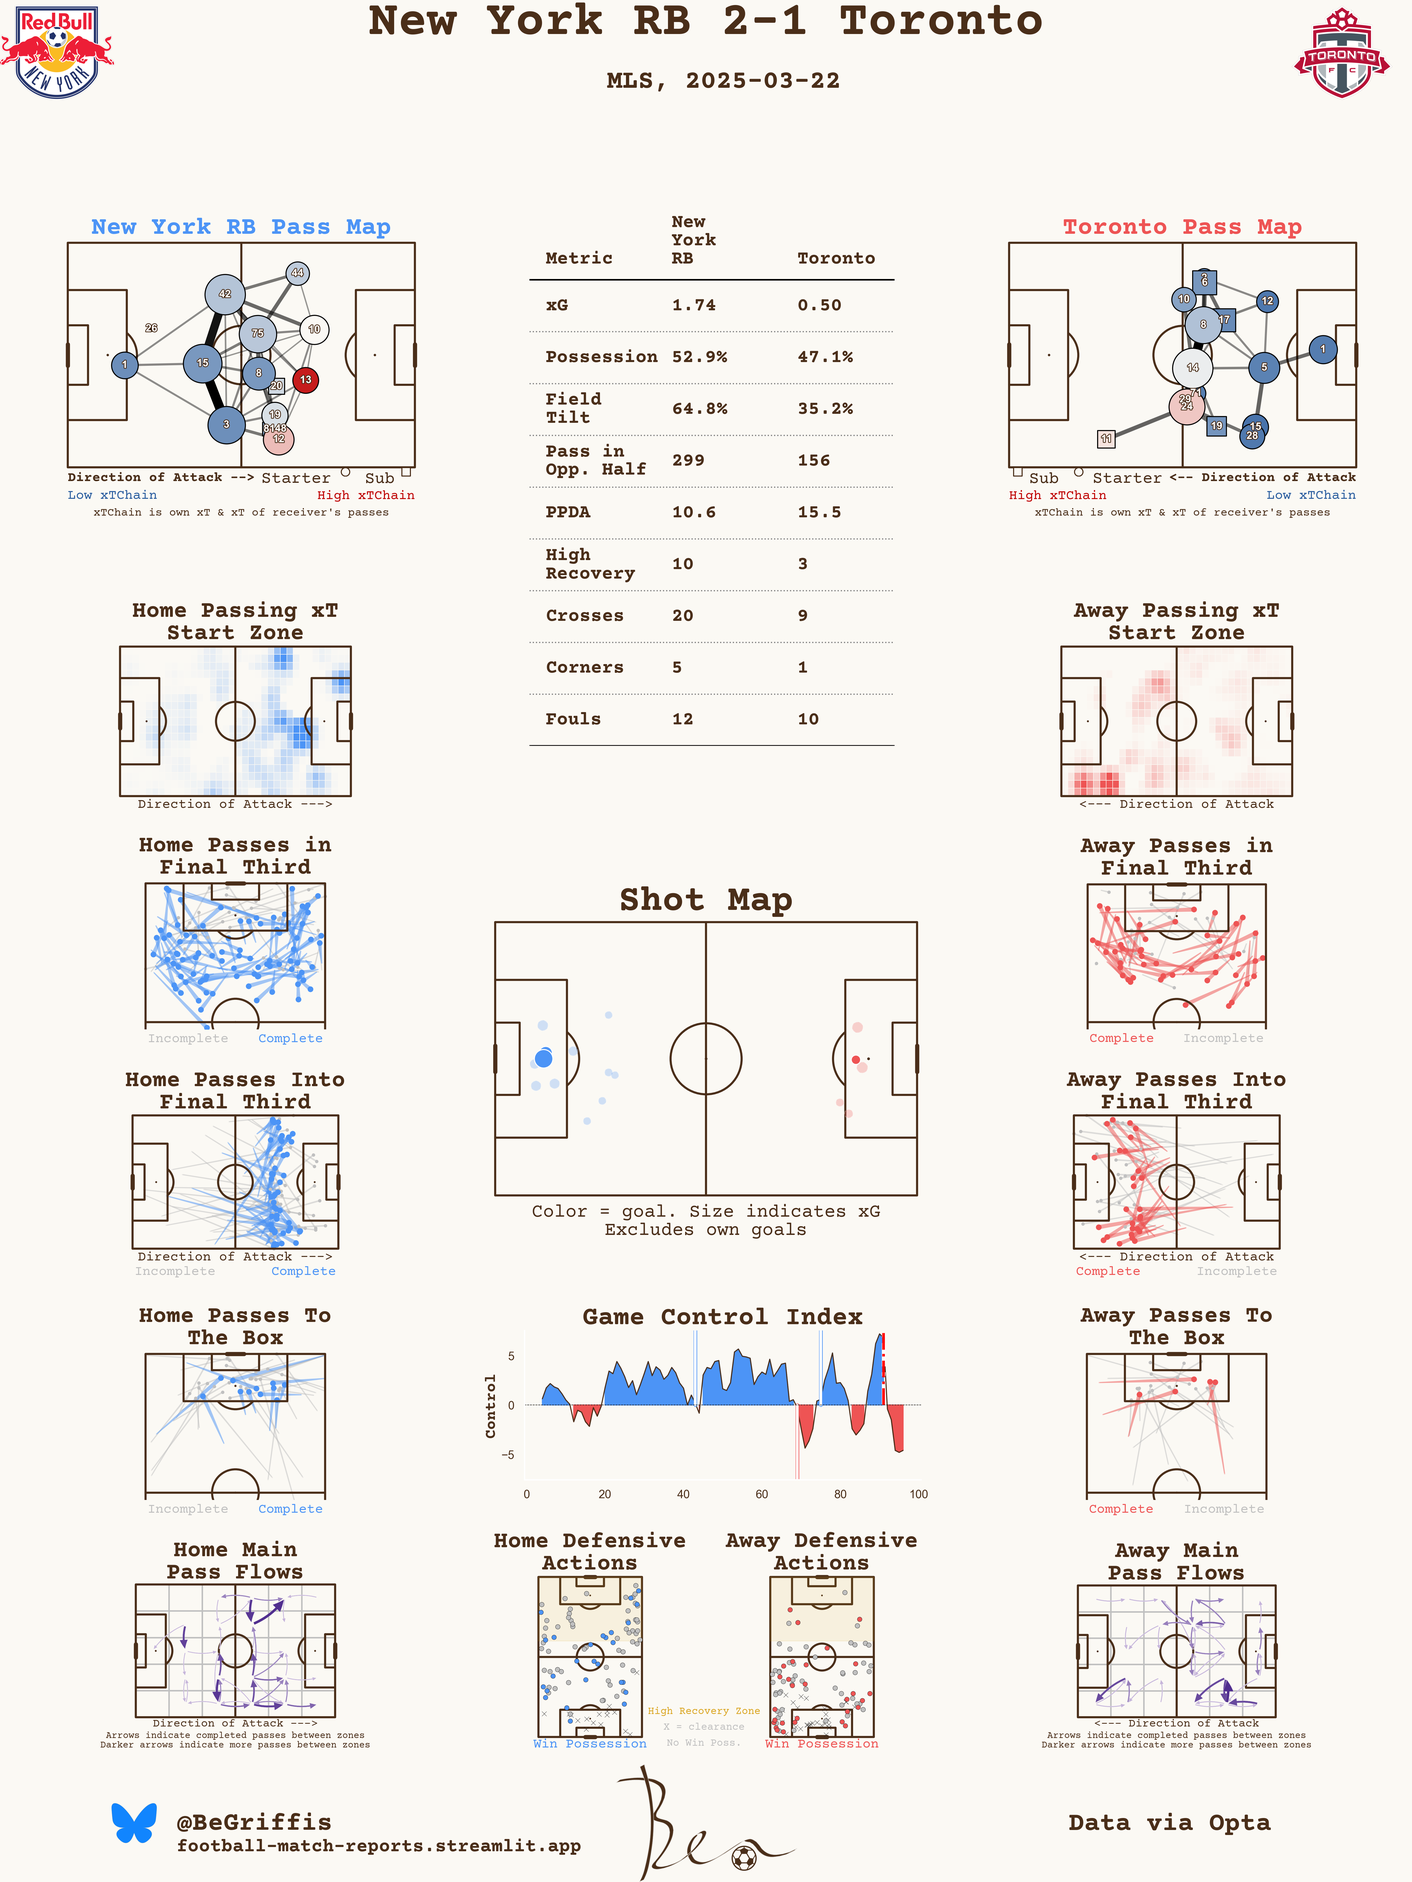 New York RB 2-1 Toronto
MLS, 2025-03-22
Red Bull
NEW YORK
TORONTO
F C
New York RB Pass Map
44
42
75
10
26
1
15
8
20
13
19
3
8148
12
Direction of Attack --> Starter Sub
Low xTChain High xTChain
xTChain is own xT & xT of receiver's passes
Metric New York RB Toronto
xG 1.74 0.50
Possession 52.9% 47.1%
Field Tilt 64.8% 35.2%
Pass in Opp. Half 299 156
PPDA 10.6 15.5
High Recovery 10 3
Crosses 20 9
Corners 5 1
Fouls 12 10
Toronto Pass Map
6
10
12
17
8
1
14
5
71
29
24
19
15
28
11
Sub Starter <-- Direction of Attack
High xTChain Low xTChain
xTChain is own xT & xT of receiver's passes
Home Passing xT
Start Zone
Direction of Attack --->
Away Passing xT
Start Zone
<--- Direction of Attack
Home Passes in
Final Third
Incomplete Complete
Away Passes in
Final Third
Complete Incomplete
Shot Map
Color = goal. Size indicates xG
Excludes own goals
Home Passes Into
Final Third
Direction of Attack --->
Incomplete Complete
Away Passes Into
Final Third
<--- Direction of Attack
Complete Incomplete
Home Passes To
The Box
Incomplete Complete
Game Control Index
Control
5
0
−5
0 20 40 60 80 100
Away Passes To
The Box
Complete Incomplete
Home Main
Pass Flows
Direction of Attack --->
Arrows indicate completed passes between zones
Darker arrows indicate more passes between zones
Home Defensive
Actions
Win Possession
High Recovery Zone
X = clearance
No Win Poss.
Away Defensive
Actions
Win Possession
Away Main
Pass Flows
<--- Direction of Attack
Arrows indicate completed passes between zones
Darker arrows indicate more passes between zones
@BeGriffis
football-match-reports.streamlit.app
Ben
Data via Opta